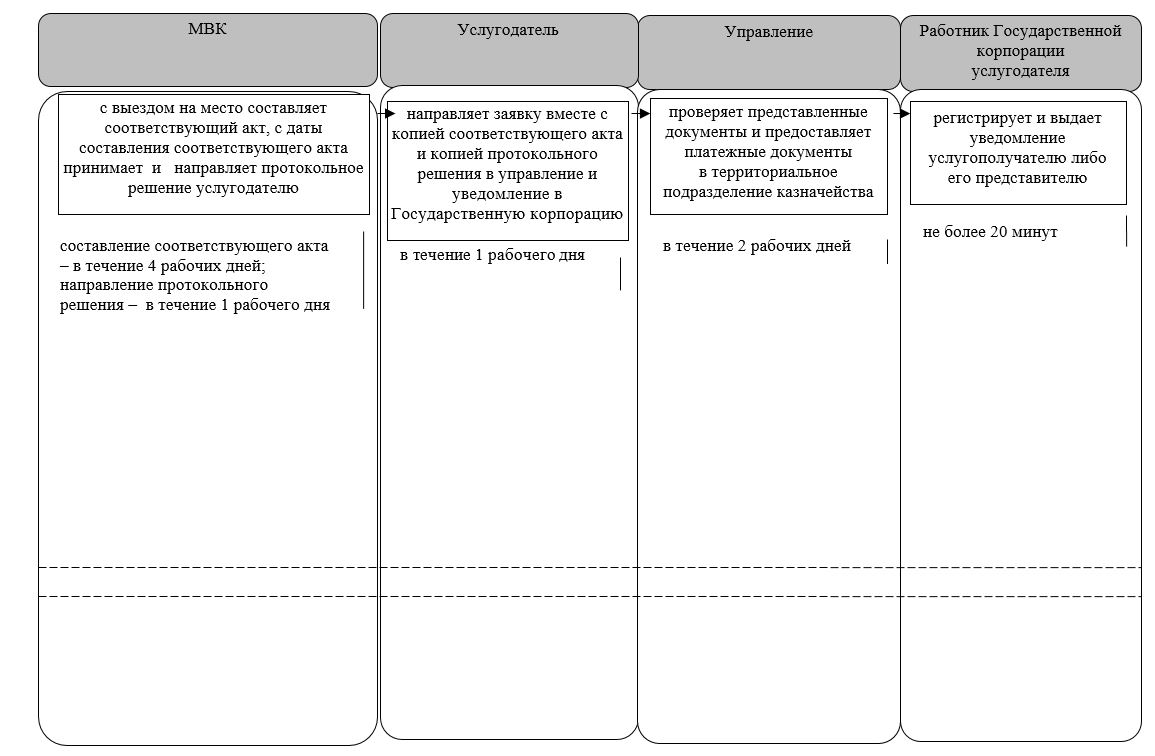 МВК
Услугодатель
Управление
Работник Государственной
корпорации
услугодателя
с выездом на место составляет
соответствующий акт, с даты
составления соответствующего акта
принимает и направляет протокольное
решение услугодателю
направляет заявку вместе с
копией соответствующего акта
и копией протокольного
решения в управление и
уведомление в
Государственную корпорацию
проверяет представленные
документы и предоставляет
платежные документы
в территориальное
подразделение казначейства
регистрирует и выдает
уведомление
услугополучателю либо
его представителю
составление соответствующего акта
– в течение 4 рабочих дней;
направление протокольного
решения – в течение 1 рабочего дня
в течение 1 рабочего дня
в течение 2 рабочих дней
не более 20 минут